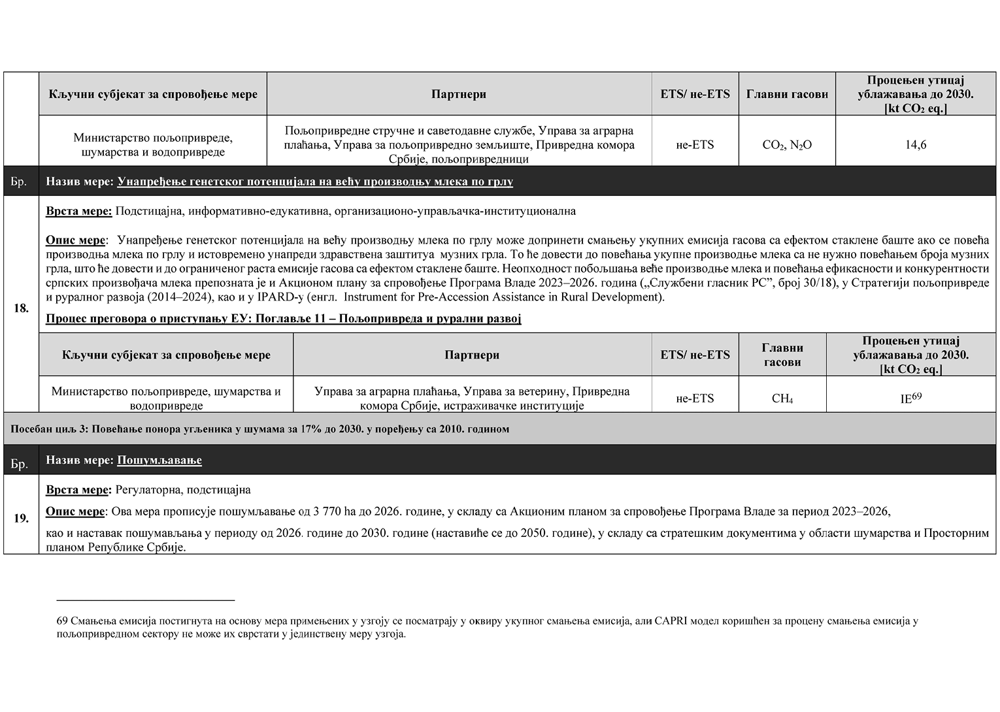 Кључни субјекат за спровођење мере
Партнери
ETS/ не-ETS
Главни гасови
Процењен утицај
ублажавања до 2030.
[kt CO₂ eq.]
Министарство пољопривреде,
шумарства и водопривреде
Пољопривредне стручне и саветодавне службе, Управа за аграрна
плаћања, Управа за пољопривредно земљиште, Привредна комора
Србије, пољопривредници
не-ETS
CO₂, N₂O
14,6
Бр.
Назив мере: Унапређење генетског потенцијала на већу производњу млека по грлу
18.
Врста мере: Подстицајна, информативно-едукативна, организационо-управљачка-институционална
Опис мере:  Унапређење генетског потенцијала на већу производњу млека по грлу може допринети смањењу укупних емисија гасова са ефектом стаклене баште ако се повећа
производња млека по грлу и истовремено унапреди здравствена заштитуа  музних грла. То ће довести до повећања укупне производње млека са не нужно повећањем броја музних
грла, што ће довести и до ограниченог раста емисије гасова са ефектом стаклене баште. Неопходност побољшања веће производње млека и повећања ефикасности и конкурентности
српских произвођача млека препозната је и Акционом плану за спровођење Програма Владе 2023–2026. година („Службени гласник РС”, број 30/18), у Стратегији пољопривреде
и руралног развоја (2014–2024), као и у IPARD-у (енгл.  Instrument for Pre-Accession Assistance in Rural Development).
Процес преговора о приступању ЕУ: Поглавље 11 – Пољопривреда и рурални развој
Кључни субјекат за спровођење мере
Партнери
ETS/ не-ETS
Главни
гасови
Процењен утицај
ублажавања до 2030.
[kt CO₂ eq.]
Министарство пољопривреде, шумарства и
водопривреде
Управа за аграрна плаћања, Управа за ветерину, Привредна
комора Србије, истраживачке институције
не-ETS
CH₄
IE⁶⁹
Посебан циљ 3: Повећање понора угљеника у шумама за 17% до 2030. у поређењу са 2010. годином
Бр.
Назив мере: Пошумљавање
19.
Врста мере: Регулаторна, подстицајна
Опис мере: Ова мера прописује пошумљавање од 3 770 ha до 2026. године, у складу са Акционим планом за спровођење Програма Владе за период 2023–2026,
као и наставак пошумављања у периоду од 2026. године до 2030. године (наставиће се до 2050. године), у складу са стратешким документима у области шумарства и Просторним
планом Републике Србије.
69 Смањења емисија постигнута на основу мера примењених у узгоју се посматрају у оквиру укупног смањења емисија, али CAPRI модел коришћен за процену смањења емисија у
пољопривредном сектору не може их сврстати у јединствену меру узгоја.